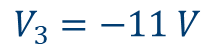 V₃ = −11 V